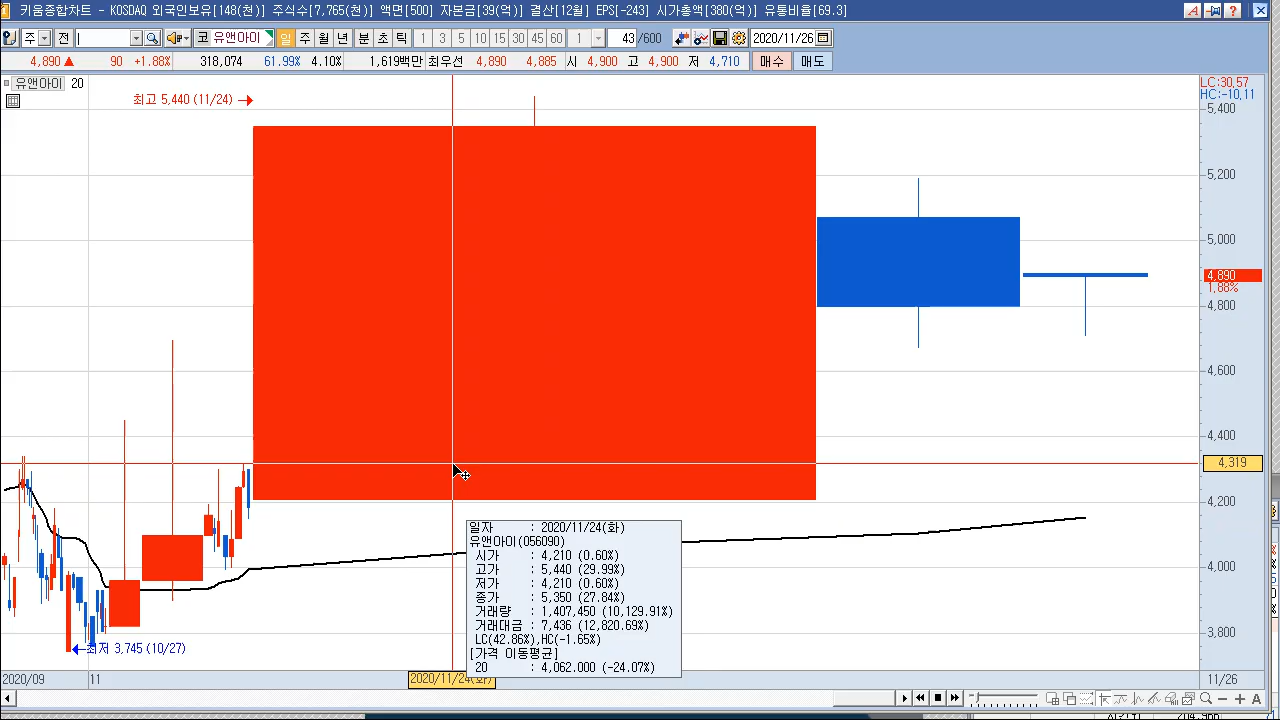 키움종합차트 - KOSDAQ 외국인보유[148(천)] 주식수[7,765(천)] 액면[500] 자본금[39(억)] 결산[12월] EPS[-243] 시가총액[380(억)] 유통비율[69.3]
주 전 코 유앤아이 일 주 월 년 분 초 틱 1 3 5 10 15 30 45 60 1 43 /600 2020/11/26
4,890 ▲ 90 +1.88% 318,074 61.99% 4.10% 1,619백만 최우선 4,890 4,885 시 4,900 고 4,900 저 4,710 매수 매도
유앤아이 20
LC:30.57
HC:-10.11
최고 5,440 (11/24) →
5,400
5,200
5,000
4,890
1.88%
4,800
4,600
4,400
4,319
4,200
4,000
3,800
일자 : 2020/11/24(화)
유앤아이(056090)
시가 : 4,210 (0.60%)
고가 : 5,440 (29.99%)
저가 : 4,210 (0.60%)
종가 : 5,350 (27.84%)
거래량 : 1,407,450 (10,129.91%)
거래대금 : 7,436 (12,820.69%)
LC(42.86%),HC(-1.65%)
[가격 이동평균]
20 : 4,062.000 (-24.07%)
←최저 3,745 (10/27)
2020/09 11 2020/11/24(화) 11/26